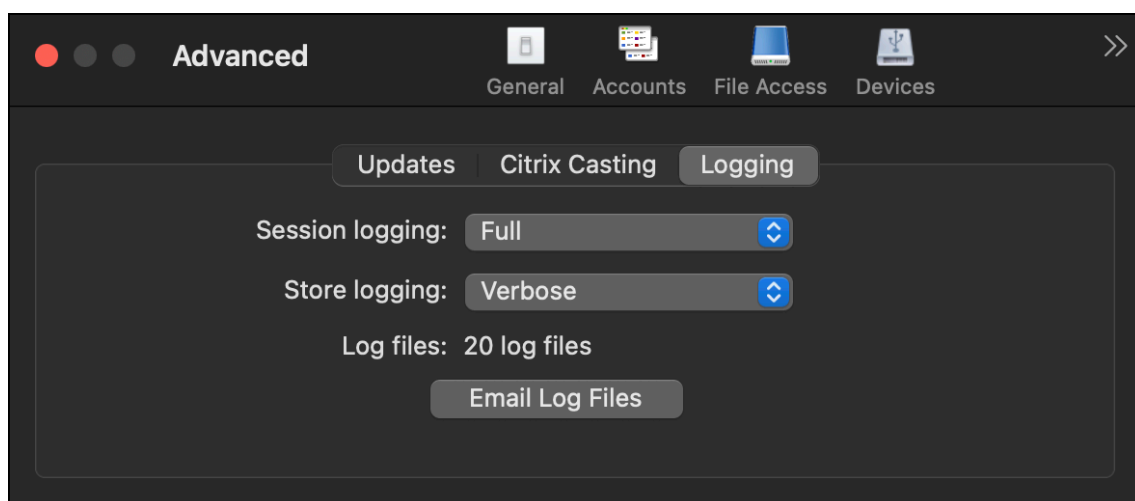 Advanced
General Accounts File Access Devices
Updates Citrix Casting Logging
Session logging: Full
Store logging: Verbose
Log files: 20 log files
Email Log Files